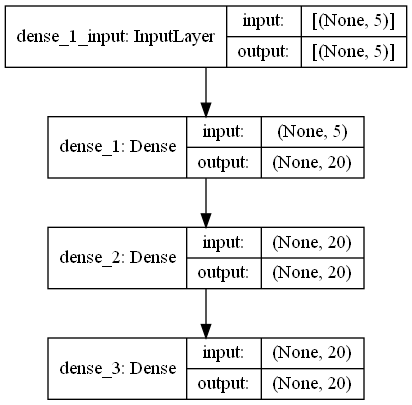 dense_1_input: InputLayer
input: [(None, 5)]
output: [(None, 5)]
dense_1: Dense
input: (None, 5)
output: (None, 20)
dense_2: Dense
input: (None, 20)
output: (None, 20)
dense_3: Dense
input: (None, 20)
output: (None, 20)